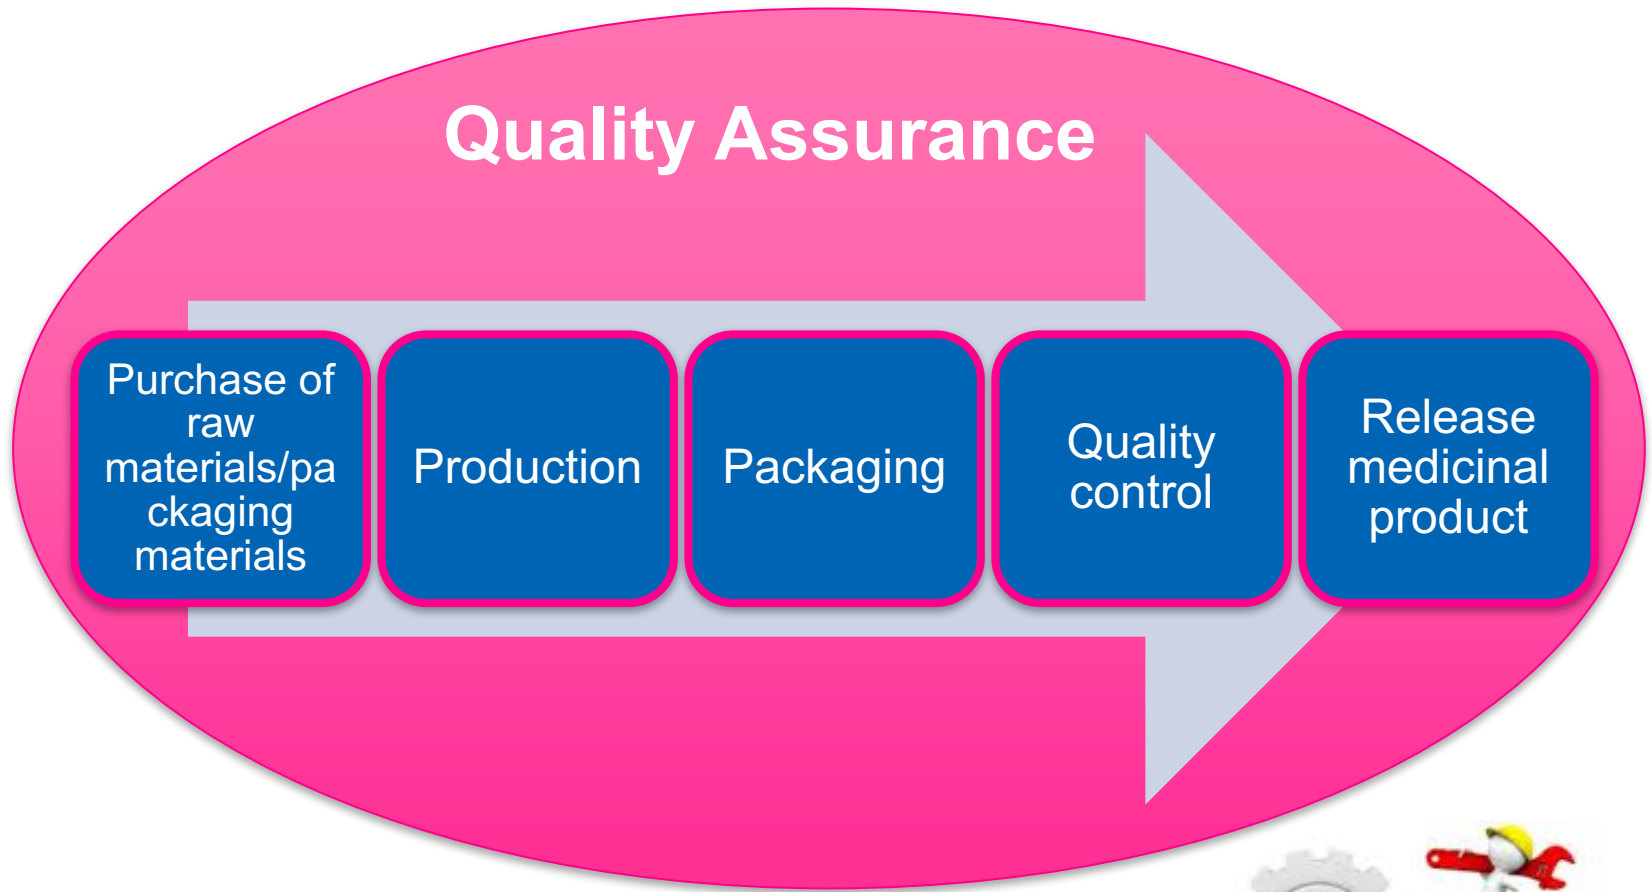 Quality Assurance
Purchase of
raw
materials/pa
ckaging
materials
Production
Packaging
Quality
control
Release
medicinal
product